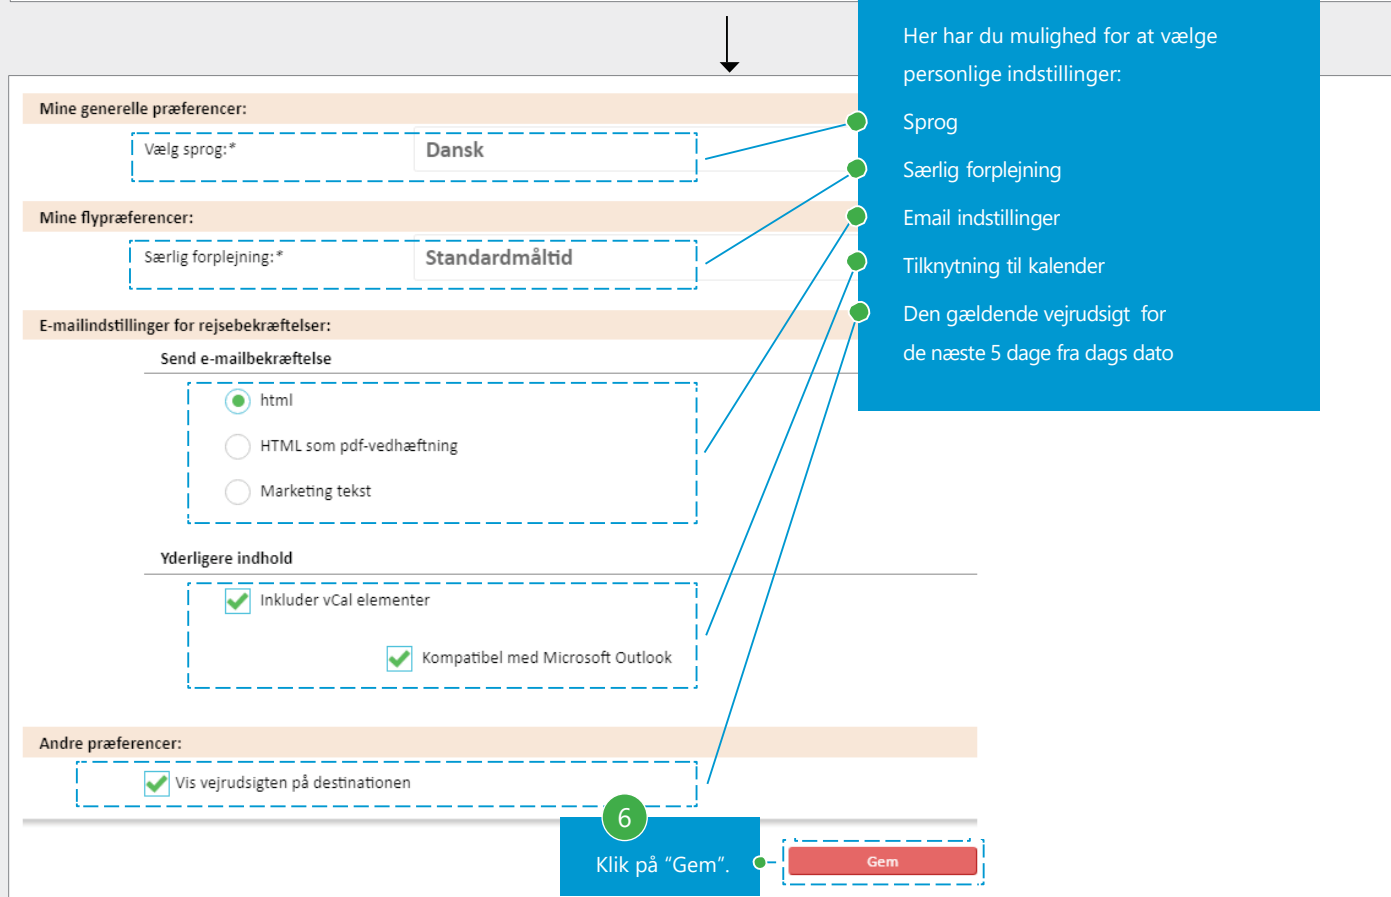 Her har du mulighed for at vælge
personlige indstillinger:
Sprog
Særlig forplejning
Email indstillinger
Tilknytning til kalender
Den gældende vejrudsigt for
de næste 5 dage fra dags dato
Mine generelle præferencer:
Vælg sprog:* Dansk
Mine flypræferencer:
Særlig forplejning:* Standardmåltid
E-mailindstillinger for rejsebekræftelser:
Send e-mailbekræftelse
html
HTML som pdf-vedhæftning
Marketing tekst
Yderligere indhold
Inkluder vCal elementer
Kompatibel med Microsoft Outlook
Andre præferencer:
Vis vejrudsigten på destinationen
6
Klik på “Gem”.
Gem